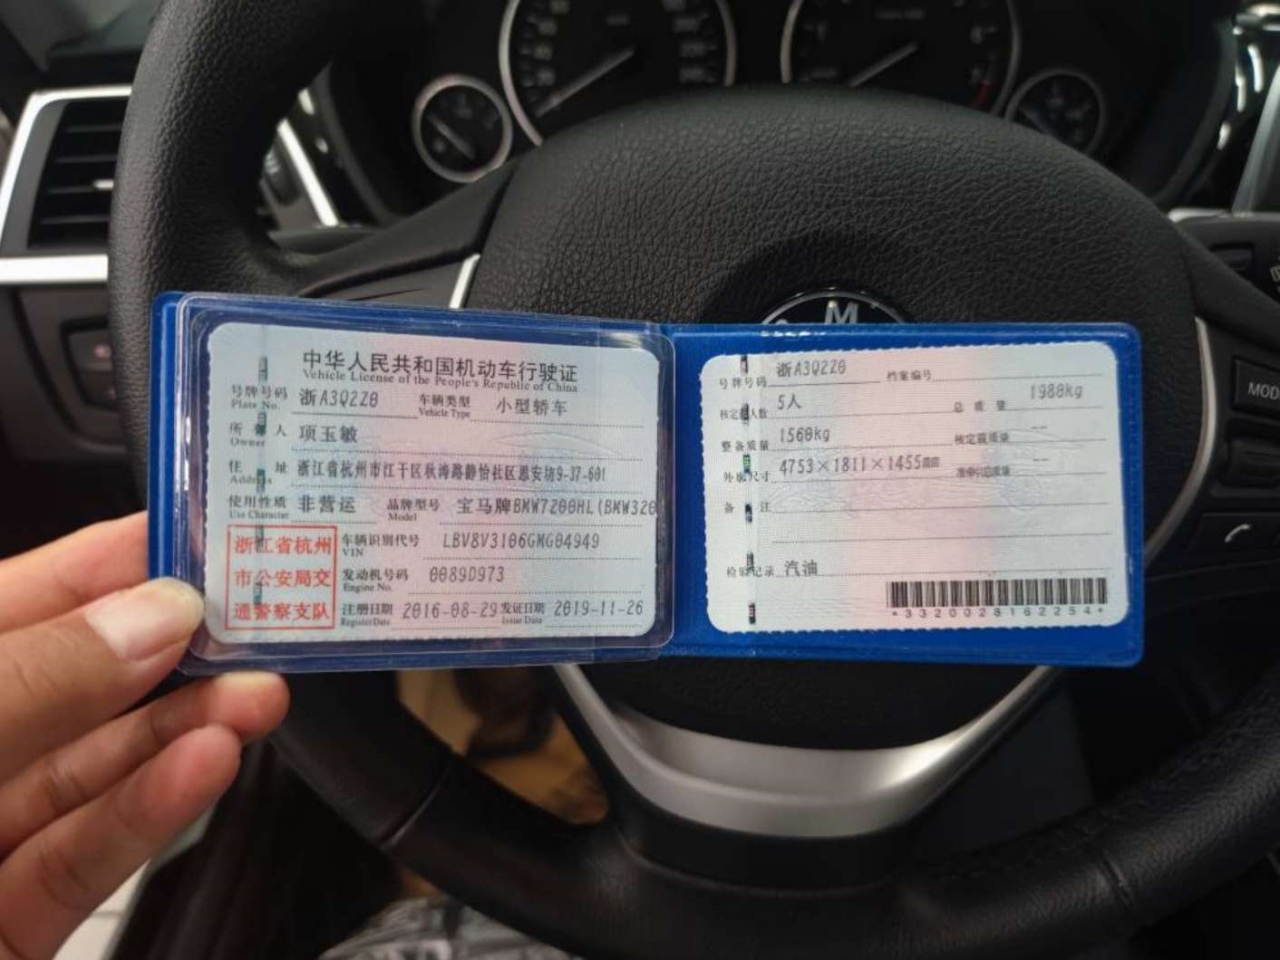 中华人民共和国机动车行驶证
Vehicle License of the People's Republic of China
号牌号码 浙A3Q2Z0 车辆类型 小型轿车
Plate No. Vehicle Type
所 有 人 项玉敏
Owner
住 址 浙江省杭州市江干区秋涛路静怡社区恩安坊9-37-601
Address
使用性质 非营运 品牌型号 宝马牌BMW7200HL(BMW320
Use Character Model
浙江省杭州
市公安局交
通警察支队
车辆识别代号 LBV8V3106GMG04949
VIN
发动机号码 0089D973
Engine No.
注册日期 2016-08-29 发证日期 2019-11-26
Register Date Issue Date
号牌号码 浙A3Q2Z0 档案编号
核定载人数 5人 总 质 量 1980kg
整备质量 1560kg 核定载质量 --
外廓尺寸 4753×1811×1455 准牵引总质量 --
备 注
检验记录 汽油
*3320028162254*
M
MOD